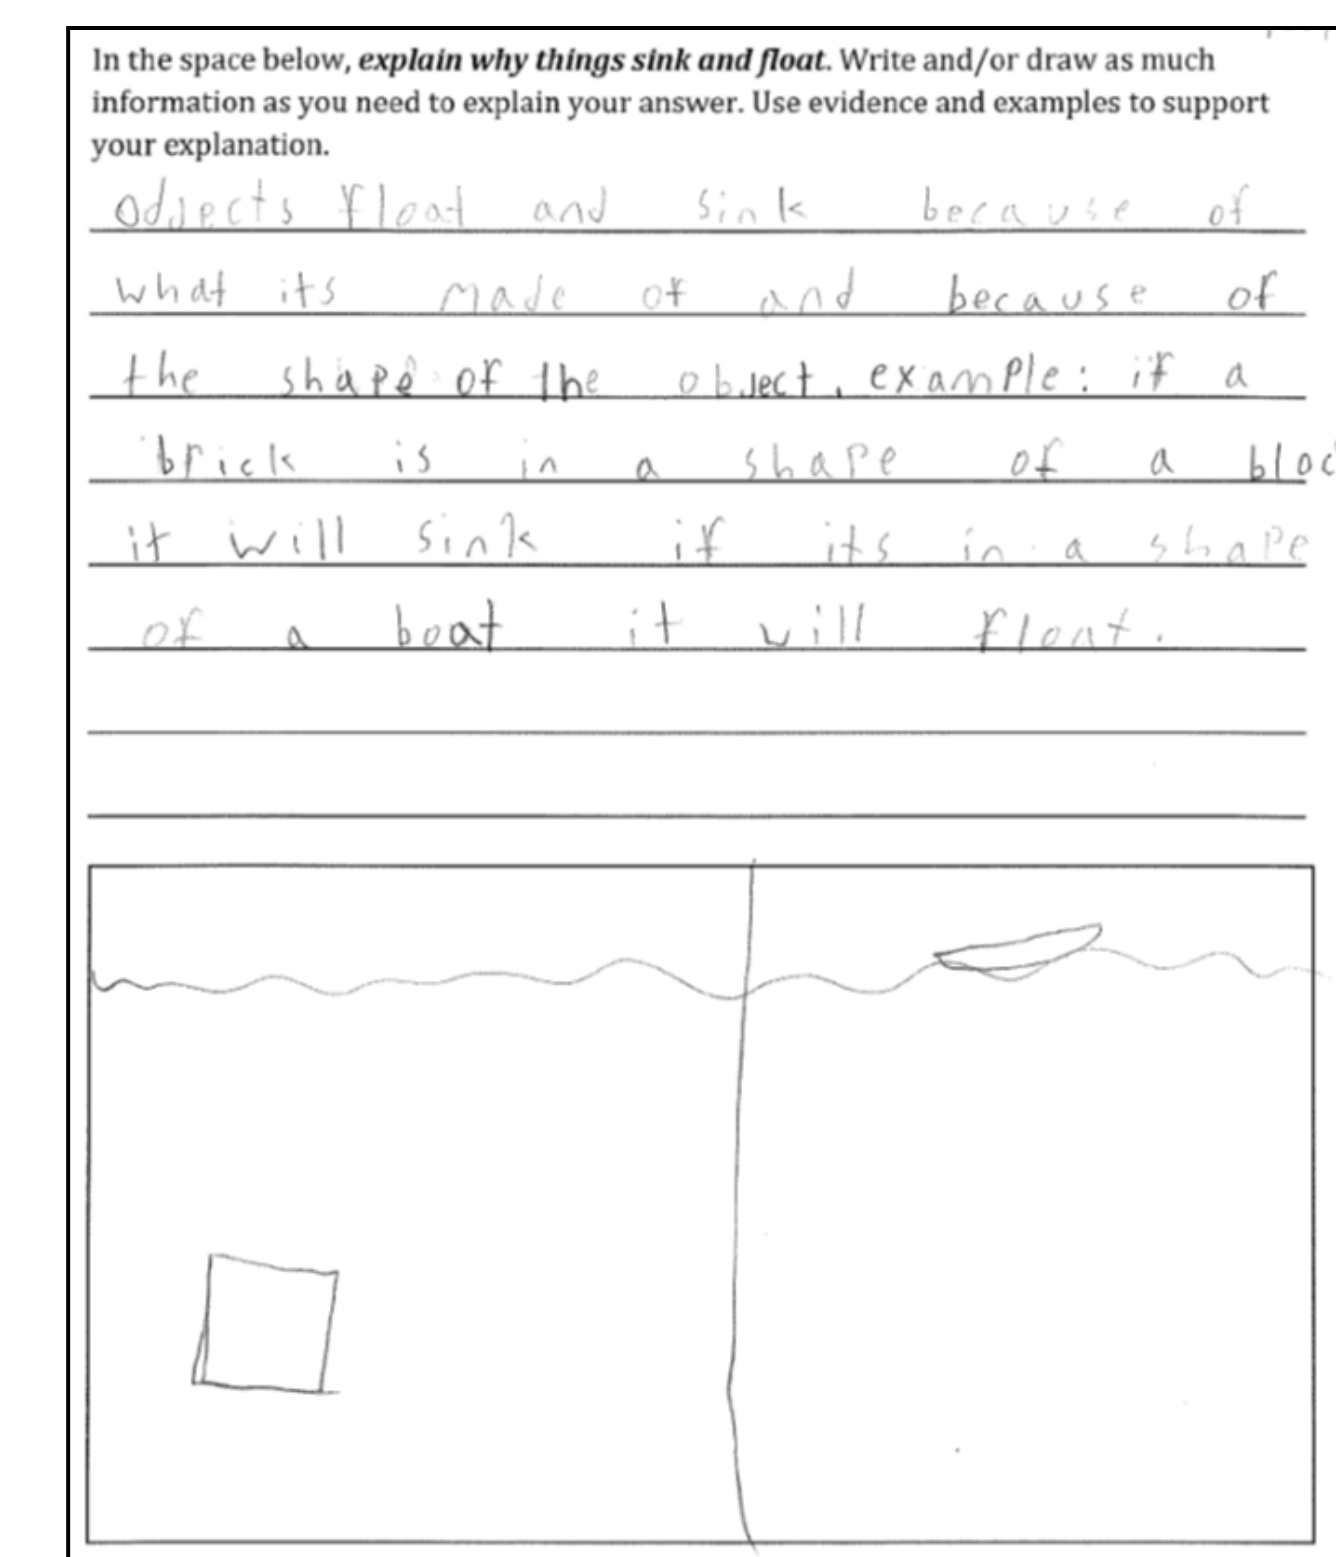 In the space below, explain why things sink and float. Write and/or draw as much
information as you need to explain your answer. Use evidence and examples to support
your explanation.
odjects float and sink because of
what its made of and because of
the shape of the object. example: if a
brick is in a shape of a bloc
it will sink if its in a shape
of a boat it will float.